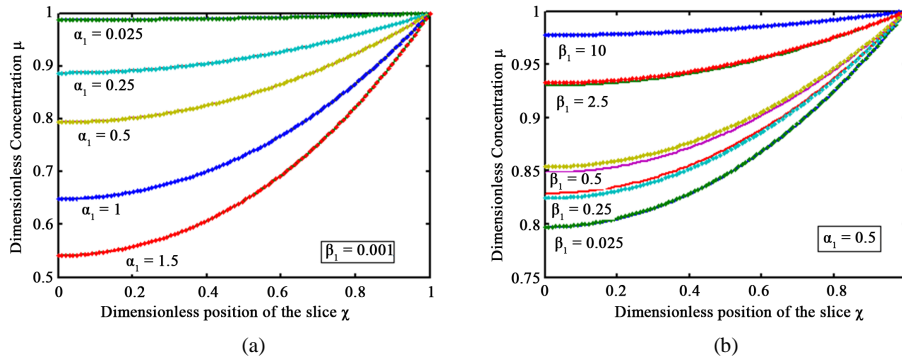 Dimensionless Concentration μ
1
0.9
0.8
0.7
0.6
0.5
α1 = 0.025
α1 = 0.25
α1 = 0.5
α1 = 1
α1 = 1.5
β1 = 0.001
0 0.2 0.4 0.6 0.8 1
Dimensionless position of the slice χ
(a)
Dimensionless Concentration μ
1
0.95
0.9
0.85
0.8
0.75
β1 = 10
β1 = 2.5
β1 = 0.5
β1 = 0.25
β1 = 0.025
α1 = 0.5
0 0.2 0.4 0.6 0.8
Dimensionless position of the slice χ
(b)